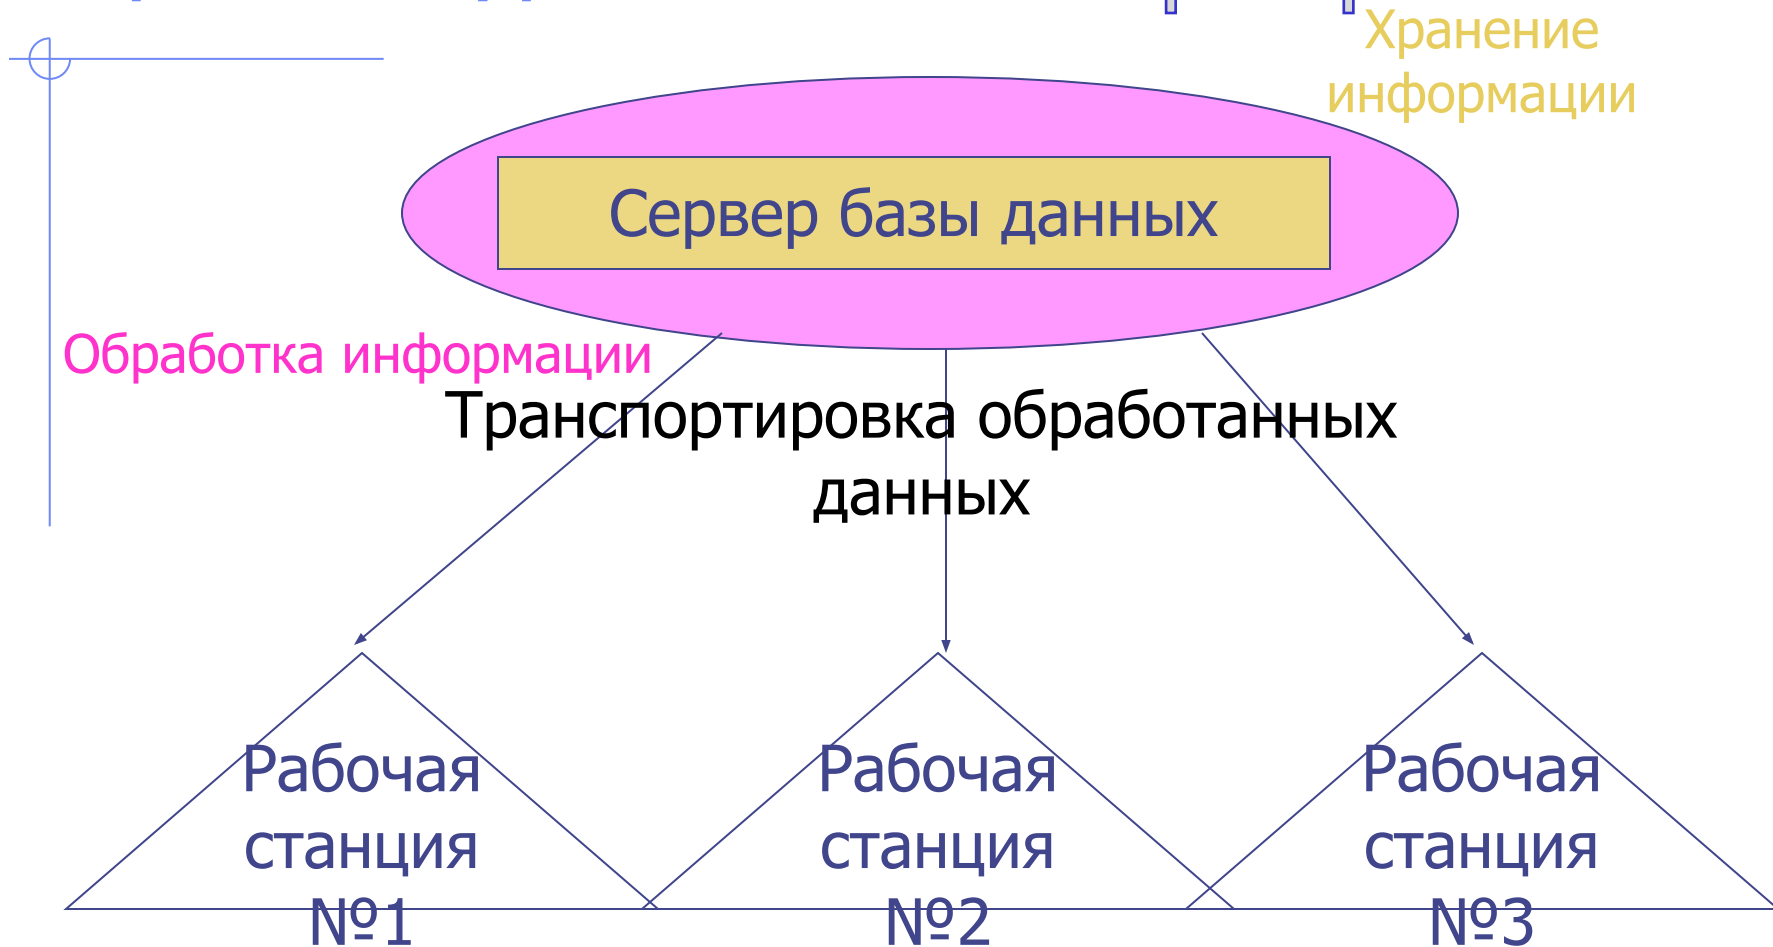 Хранение
информации
Сервер базы данных
Обработка информации
Транспортировка обработанных
данных
Рабочая
станция
№1
Рабочая
станция
№2
Рабочая
станция
№3